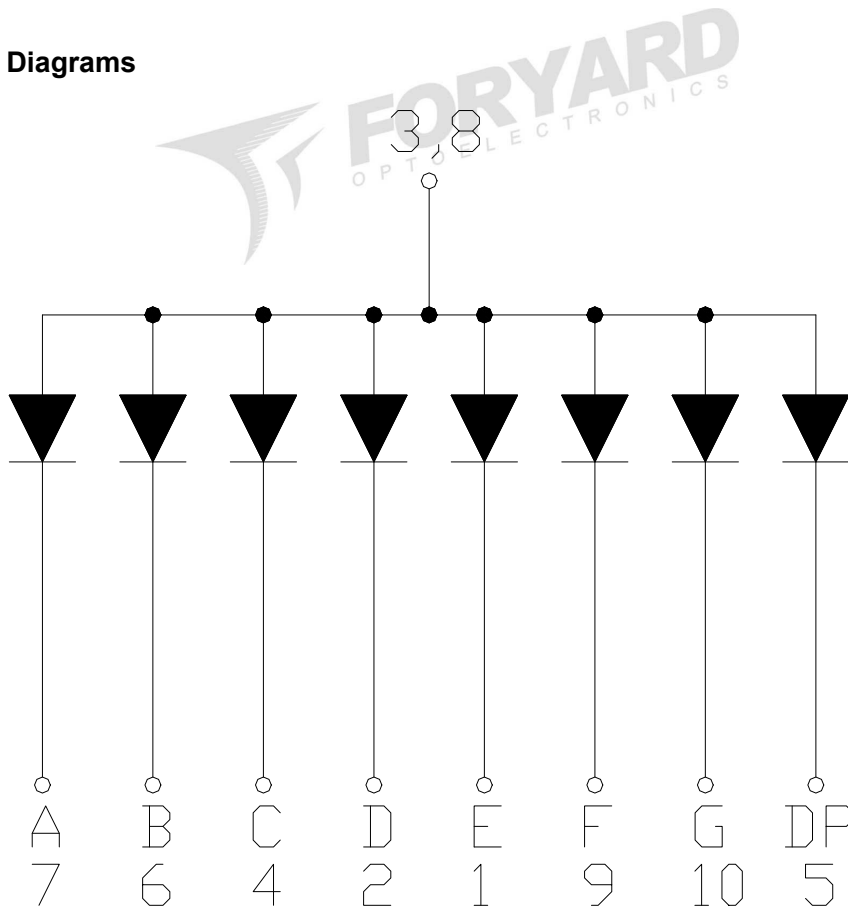 Diagrams
FORYARD
OPTOELECTRONICS
3,8
A B C D E F G DP
7 6 4 2 1 9 10 5